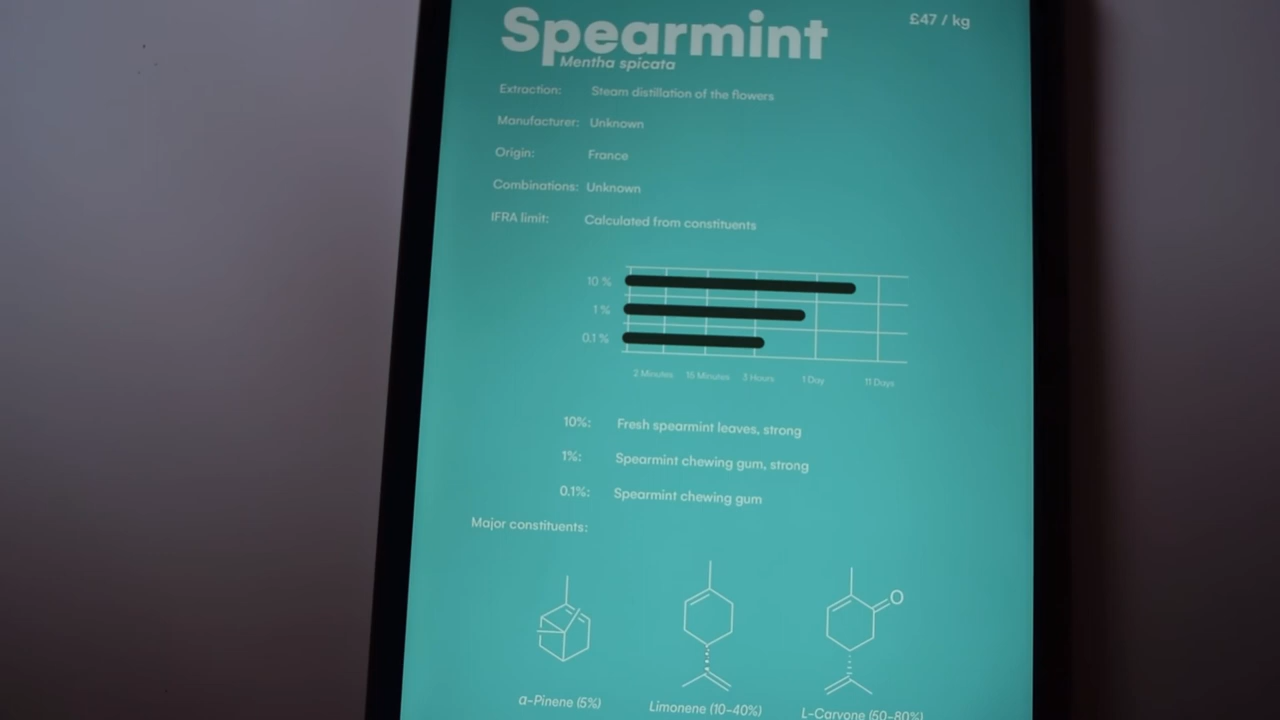 Spearmint
£47 / kg
Mentha spicata
Extraction: Steam distillation of the flowers
Manufacturer: Unknown
Origin: France
Combinations: Unknown
IFRA limit: Calculated from constituents
10 %
1 %
0.1 %
2 Minutes 15 Minutes 3 Hours 1 Day 11 Days
10%: Fresh spearmint leaves, strong
1%: Spearmint chewing gum, strong
0.1%: Spearmint chewing gum
Major constituents:
O
α-Pinene (5%) Limonene (10-40%) L-Carvone (50-80%)